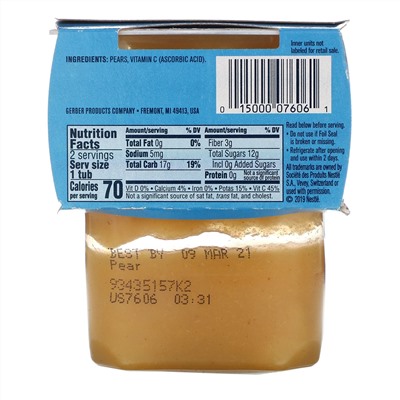 Inner units not
labeled for retail sale.
INGREDIENTS: PEARS, VITAMIN C (ASCORBIC ACID).
0 15000 07606 1
GERBER PRODUCTS COMPANY • FREMONT, MI 49413, USA
Nutrition
Facts
2 servings
Serv size
1 tub
Calories
per serving 70
Amount/serving % DV
Total Fat 0g 0%
Sodium 5mg
Total Carb 17g 19%
Amount/serving % DV
Fiber 3g
Total Sugars 12g
Incl 0g Added Sugars
Protein 0g Not a significant source of protein
Vit D 0% • Calcium 4% • Iron 0% • Potas 15% • Vit C 45%
Not a significant source of sat fat, trans fat, and cholest.
Read below before serving.
• Do not use if Foil Seal
is broken or missing.
• Refrigerate after opening
and use within 2 days.
All trademarks are owned by
Société des Produits Nestlé
S.A., Vevey, Switzerland or
used with permission.
© 2019 Nestlé.
BEST BY 09 MAR 21
Pear
93435157K2
US7606 03:31